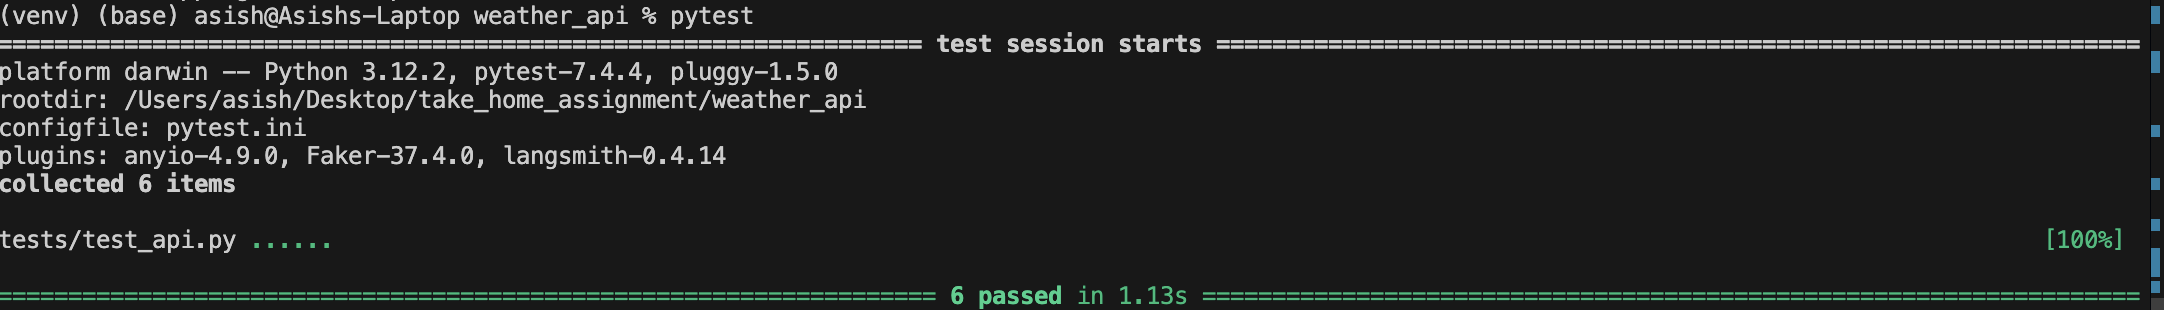 (venv) (base) asish@Asishs-Laptop weather_api % pytest
=================================================================== test session starts ===================================================================
platform darwin -- Python 3.12.2, pytest-7.4.4, pluggy-1.5.0
rootdir: /Users/asish/Desktop/take_home_assignment/weather_api
configfile: pytest.ini
plugins: anyio-4.9.0, Faker-37.4.0, langsmith-0.4.14
collected 6 items
tests/test_api.py ...... [100%]
==================================================================== 6 passed in 1.13s ====================================================================